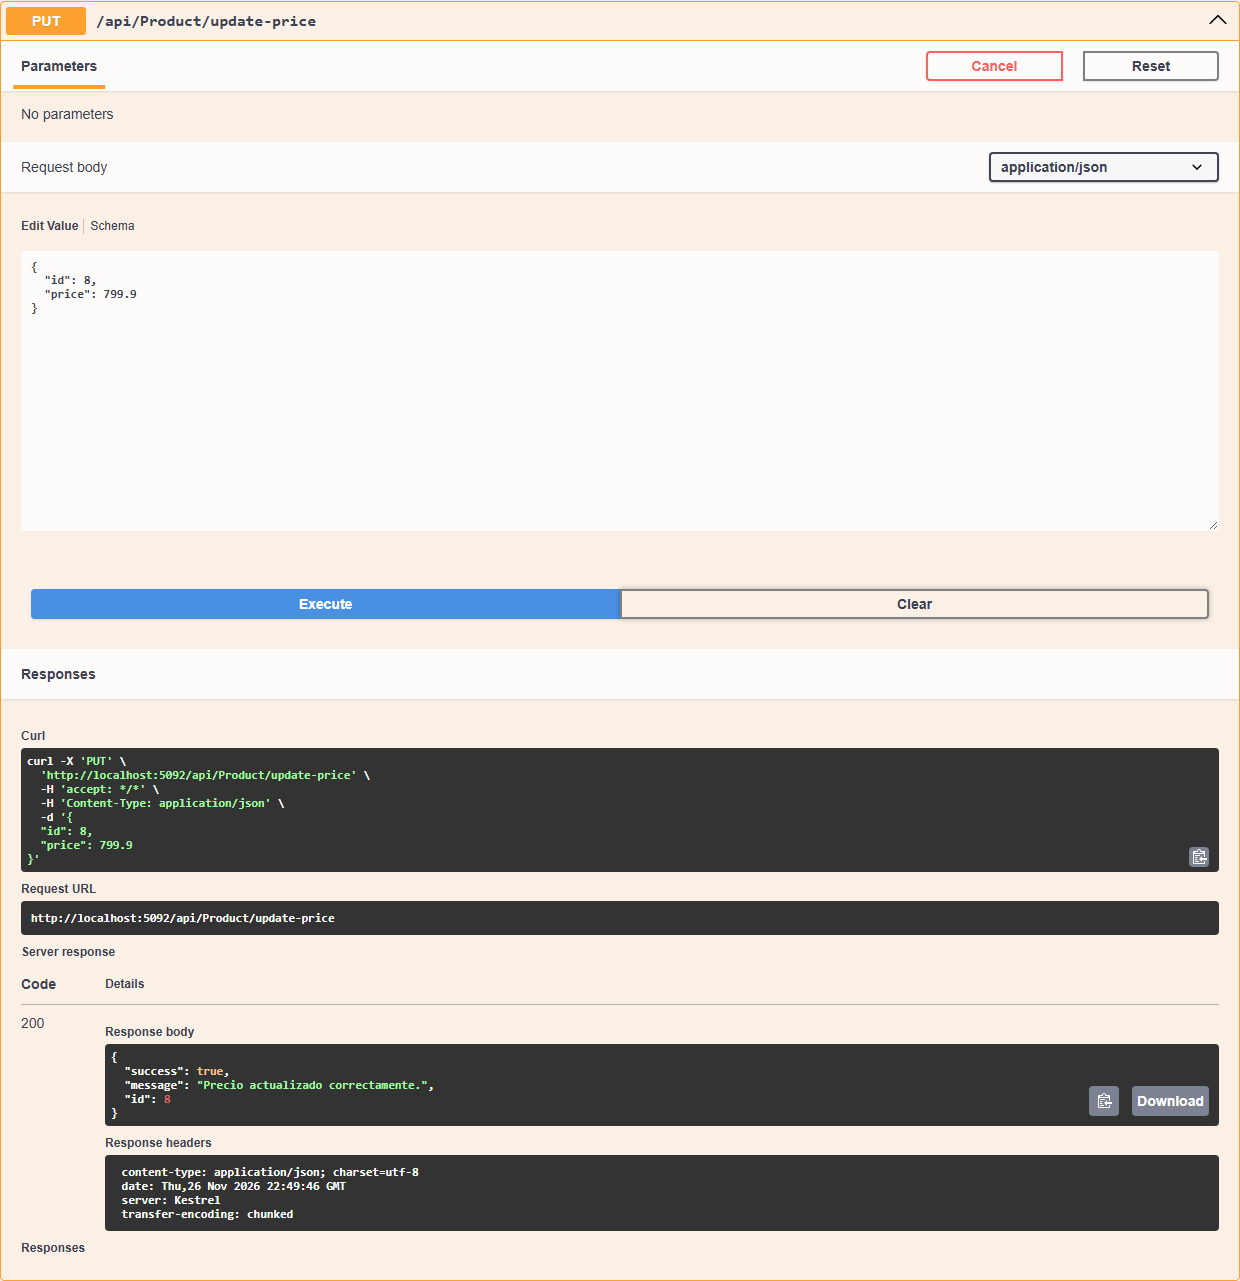 PUT /api/Product/update-price
Parameters Cancel Reset
No parameters
Request body application/json
Edit Value Schema
{
  "id": 8,
  "price": 799.9
}
Execute Clear
Responses
Curl
curl -X 'PUT' \
  'http://localhost:5092/api/Product/update-price' \
  -H 'accept: */*' \
  -H 'Content-Type: application/json' \
  -d '{
  "id": 8,
  "price": 799.9
}'
Request URL
http://localhost:5092/api/Product/update-price
Server response
Code Details
200
Response body
{
  "success": true,
  "message": "Precio actualizado correctamente.",
  "id": 8
}
Download
Response headers
content-type: application/json; charset=utf-8
date: Thu,26 Nov 2026 22:49:46 GMT
server: Kestrel
transfer-encoding: chunked
Responses